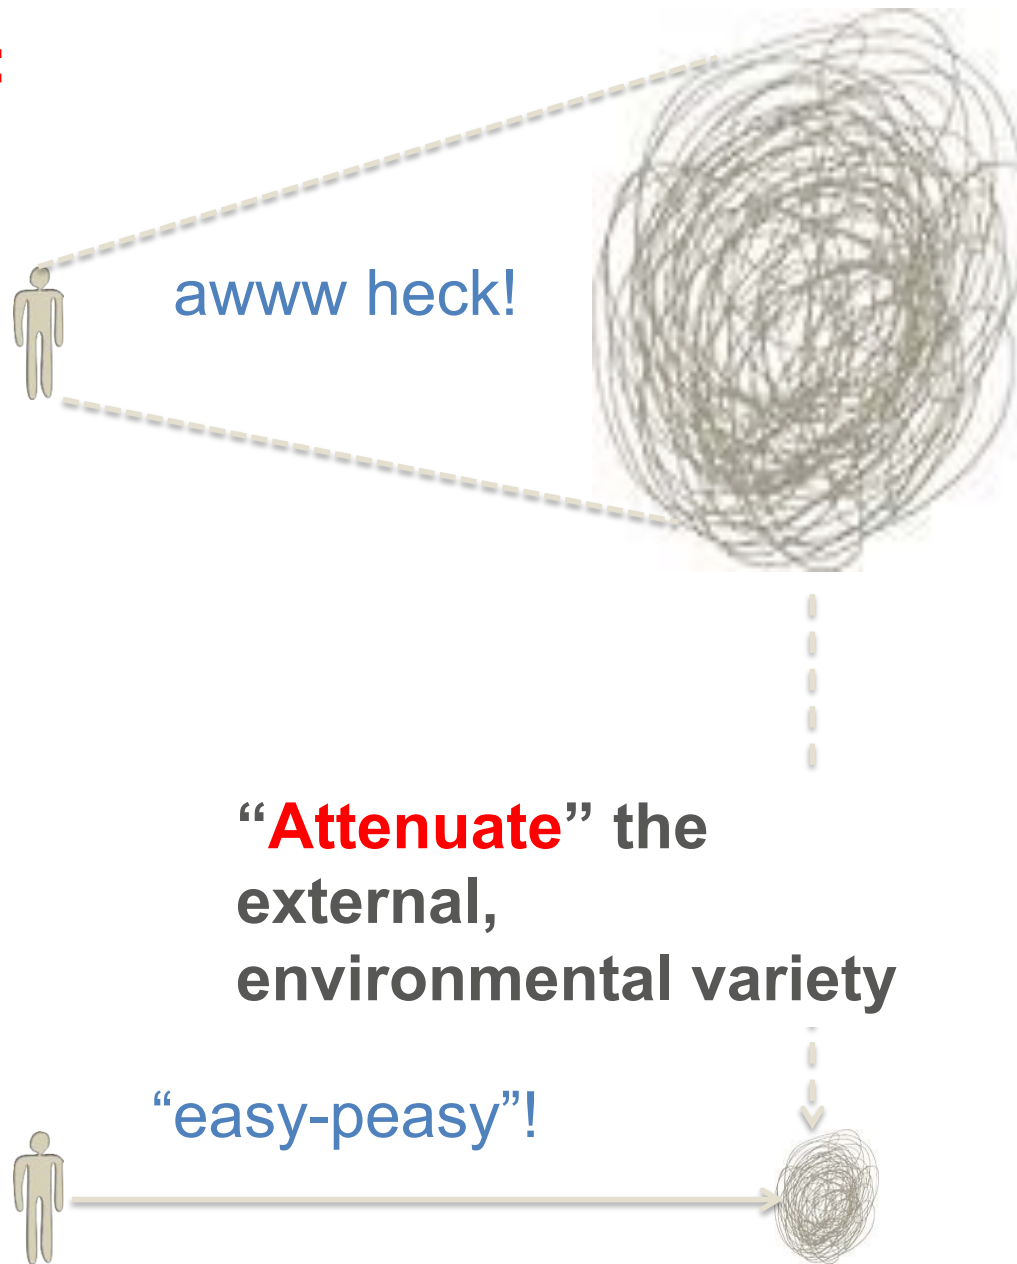 :
awww heck!
“Attenuate” the
external,
environmental variety
“easy-peasy”!